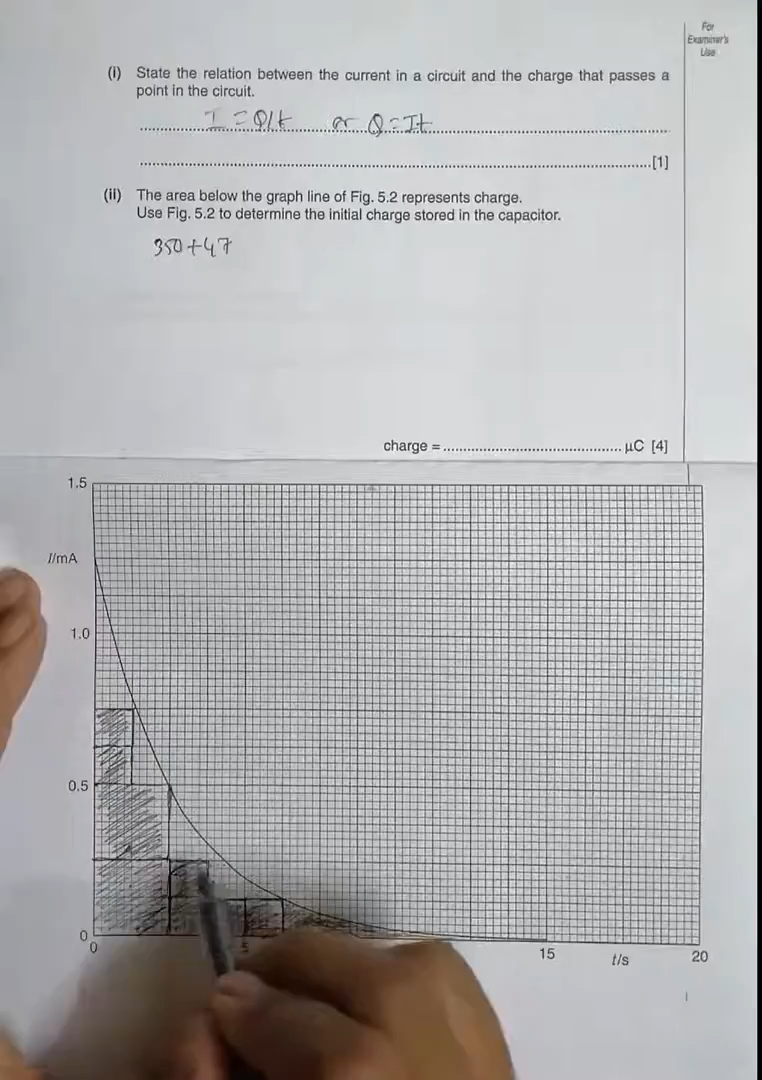 For
Examiner's
Use
(i) State the relation between the current in a circuit and the charge that passes a
point in the circuit.
I = Q/t or Q = It
[1]
(ii) The area below the graph line of Fig. 5.2 represents charge.
Use Fig. 5.2 to determine the initial charge stored in the capacitor.
350+47
charge = μC [4]
1.5
I/mA
1.0
0.5
0
0
5
15
t/s
20